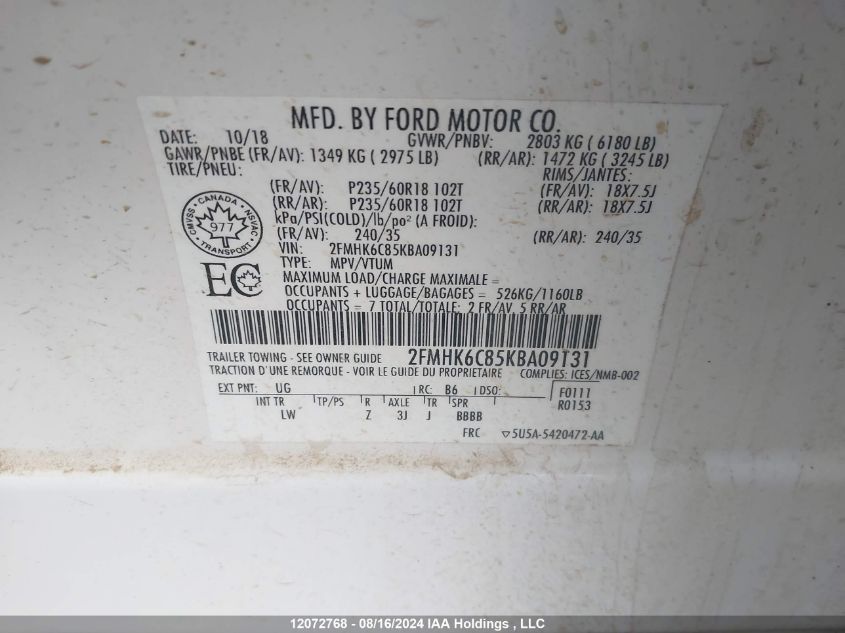 MFD. BY FORD MOTOR CO.
DATE: 10/18 GVWR/PNBV: 2803 KG ( 6180 LB)
GAWR/PNBE (FR/AV): 1349 KG ( 2975 LB) (RR/AR): 1472 KG ( 3245 LB)
TIRE/PNEU: RIMS/JANTES:
(FR/AV): P235/60R18 102T (FR/AV): 18X7.5J
(RR/AR): P235/60R18 102T (RR/AR): 18X7.5J
kPa/PSI(COLD)/lb/po² (A FROID):
(FR/AV): 240/35 (RR/AR): 240/35
CANADA
CMVSS NSVAC
977
TRANSPORT
VIN: 2FMHK6C85KBA09131
TYPE: MPV/VTUM
EC
MAXIMUM LOAD/CHARGE MAXIMALE =
OCCUPANTS + LUGGAGE/BAGAGES = 526KG/1160LB
OCCUPANTS = 7 TOTAL/TOTALE: 2 FR/AV, 5 RR/AR
TRAILER TOWING - SEE OWNER GUIDE 2FMHK6C85KBA09131
TRACTION D'UNE REMORQUE - VOIR LE GUIDE DU PROPRIETAIRE COMPLIES: ICES/NMB-002
EXT PNT: UG RC: B6 DSO: F0111
INT TR TP/PS R AXLE TR SPR R0153
LW Z 3J J BBBB
FRC ▽5U5A-5420472-AA
12072768 - 08/16/2024 IAA Holdings , LLC